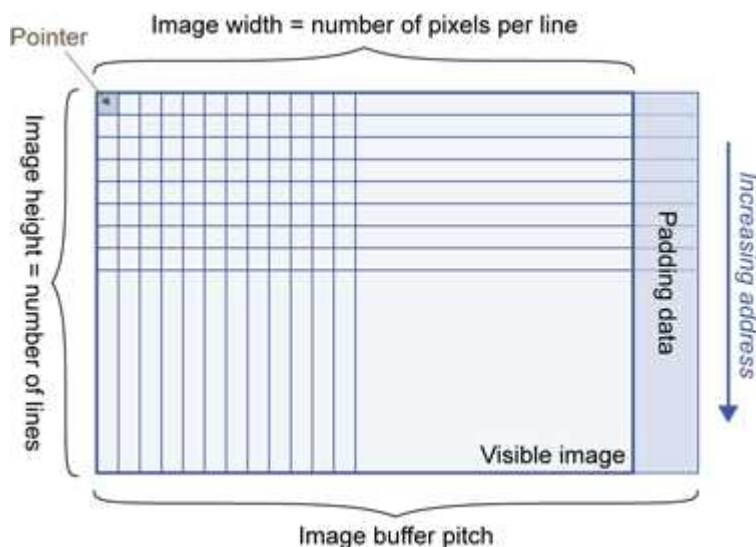 Image width = number of pixels per line
Pointer
Image height = number of lines
Padding data
Increasing address
Visible image
Image buffer pitch